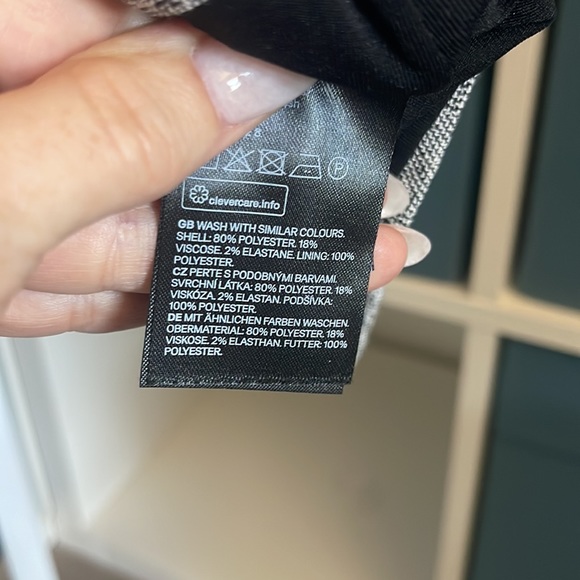 clevercare.info
GB WASH WITH SIMILAR COLOURS.
SHELL: 80% POLYESTER. 18%
VISCOSE. 2% ELASTANE. LINING: 100%
POLYESTER.
CZ PERTE S PODOBNÝMI BARVAMI.
SVRCHNÍ LÁTKA: 80% POLYESTER. 18%
VISKÓZA. 2% ELASTAN. PODŠÍVKA:
100% POLYESTER.
DE MIT ÄHNLICHEN FARBEN WASCHEN.
OBERMATERIAL: 80% POLYESTER. 18%
VISKOSE. 2% ELASTHAN. FUTTER: 100%
POLYESTER.